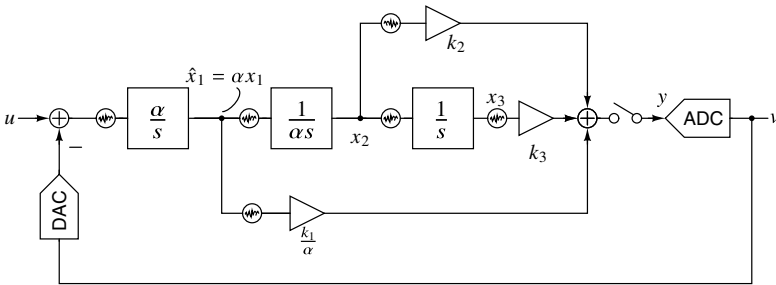 k₂
x̂₁ = αx₁
u
α/s
1/αs
x₂
1/s
x₃
k₃
y
ADC
v
−
DAC
k₁/α